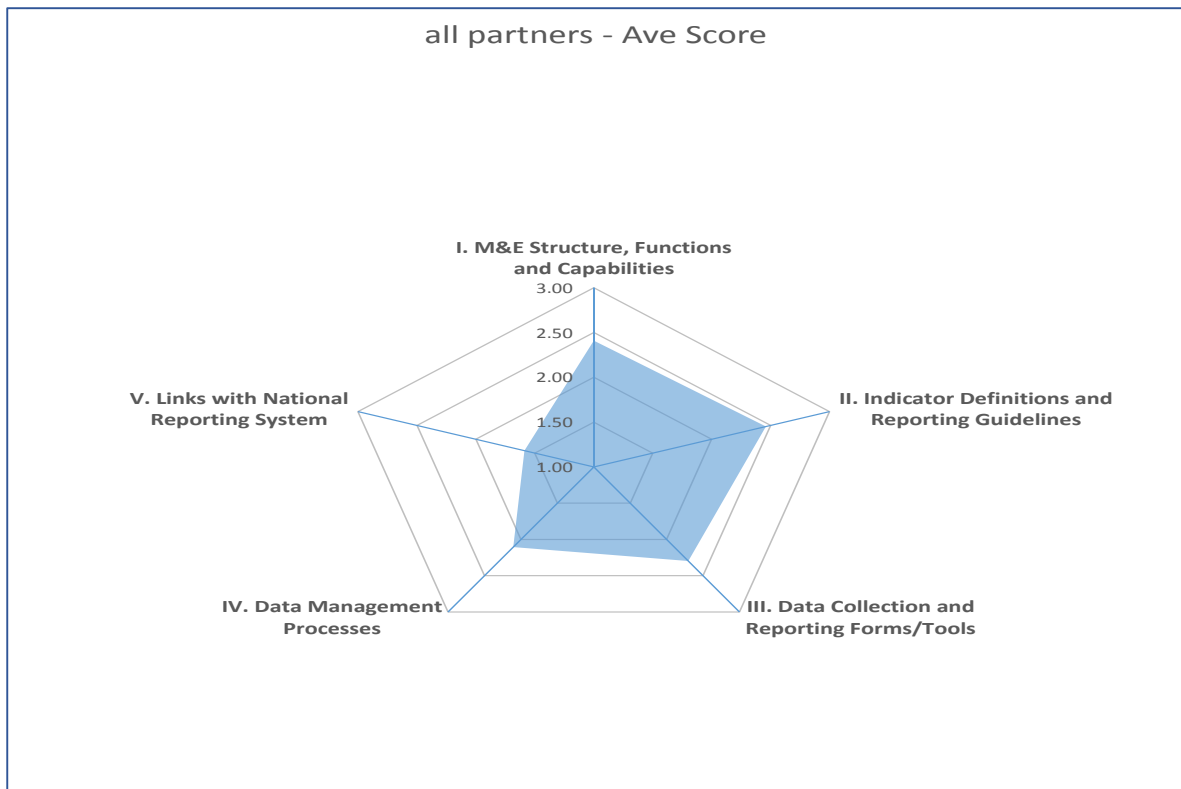 all partners - Ave Score
I. M&E Structure, Functions
and Capabilities
3.00
2.50
2.00
1.50
1.00
II. Indicator Definitions and
Reporting Guidelines
III. Data Collection and
Reporting Forms/Tools
IV. Data Management
Processes
V. Links with National
Reporting System